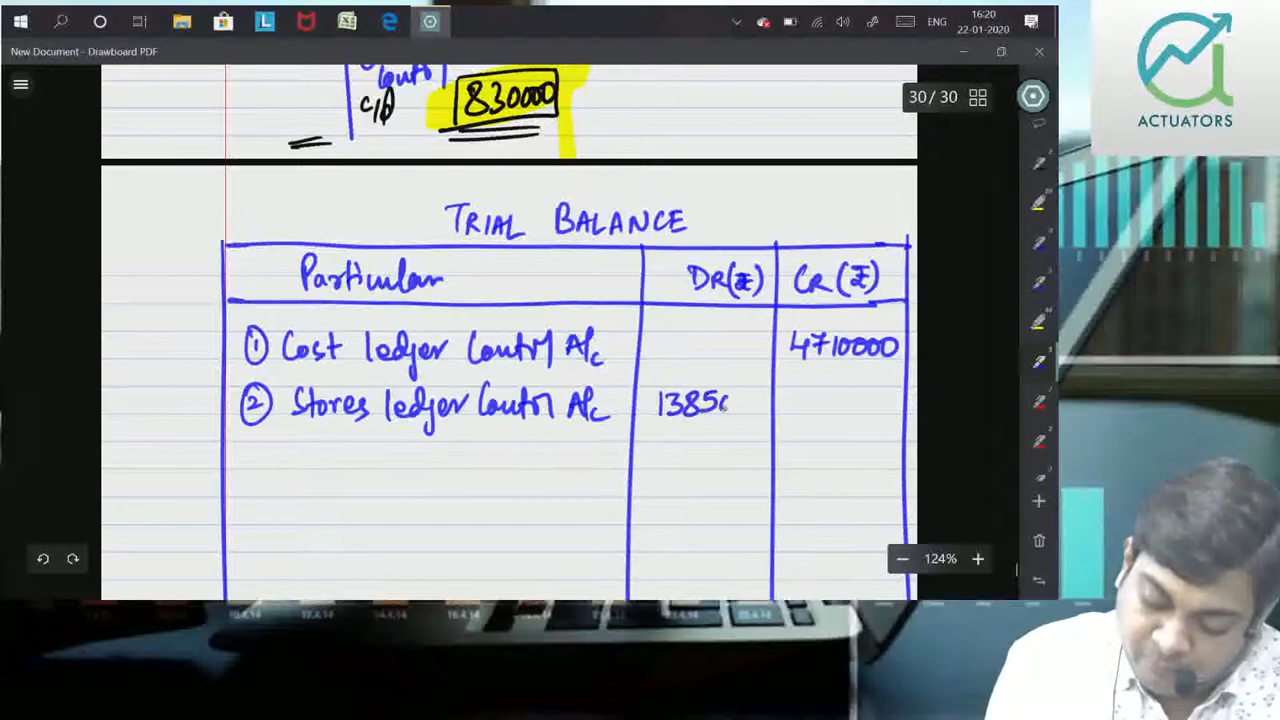 ENG
16:20
22-01-2020
New Document - Drawboard PDF
Contro
c/d
830000
30 / 30
ACTUATORS
TRIAL BALANCE
Particular
DR(₹)
CR (₹)
① Cost ledger Control A/c
4710000
② Stores ledger Control A/c
1385
124%